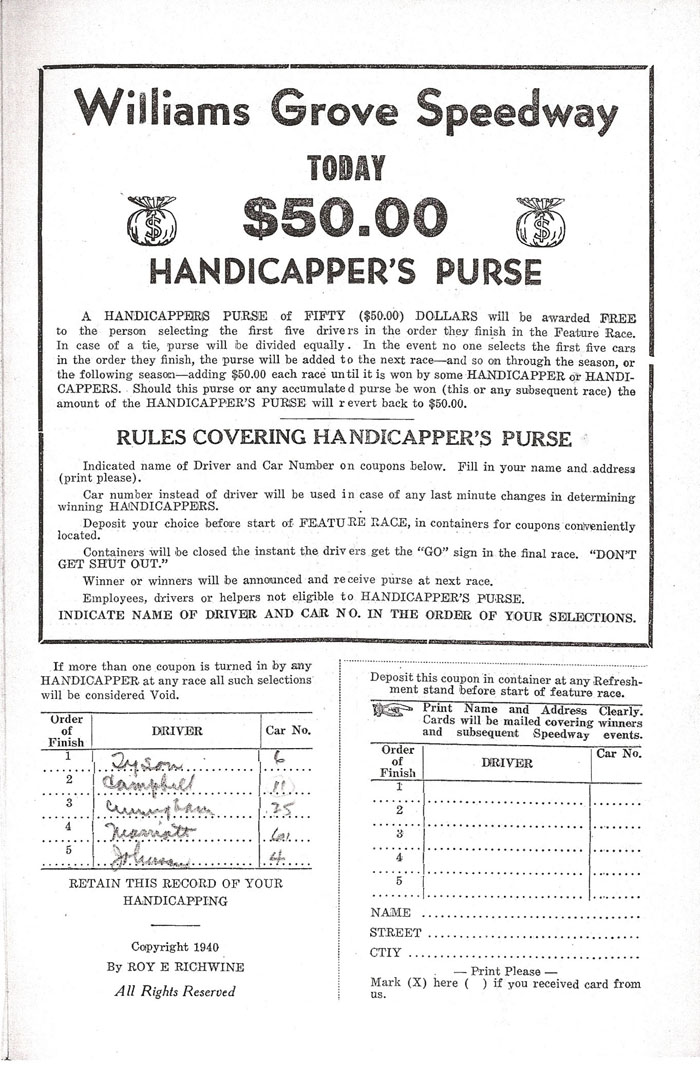 Williams Grove Speedway
TODAY
$50.00
HANDICAPPER'S PURSE
A HANDICAPPERS PURSE of FIFTY ($50.00) DOLLARS will be awarded FREE
to the person selecting the first five drivers in the order they finish in the Feature Race.
In case of a tie, purse will be divided equally. In the event no one selects the first five cars
in the order they finish, the purse will be added to the next race—and so on through the season, or
the following season—adding $50.00 each race until it is won by some HANDICAPPER or HANDI-
CAPPERS. Should this purse or any accumulated purse be won (this or any subsequent race) the
amount of the HANDICAPPER'S PURSE will revert back to $50.00.
RULES COVERING HANDICAPPER'S PURSE
Indicated name of Driver and Car Number on coupons below. Fill in your name and address
(print please).
Car number instead of driver will be used in case of any last minute changes in determining
winning HANDICAPPERS.
Deposit your choice before start of FEATURE RACE, in containers for coupons conveniently
located.
Containers will be closed the instant the drivers get the "GO" sign in the final race. "DON'T
GET SHUT OUT."
Winner or winners will be announced and receive purse at next race.
Employees, drivers or helpers not eligible to HANDICAPPER'S PURSE.
INDICATE NAME OF DRIVER AND CAR NO. IN THE ORDER OF YOUR SELECTIONS.
If more than one coupon is turned in by any
HANDICAPPER at any race all such selections
will be considered Void.
Order of Finish DRIVER Car No.
1 Tyson 6
2 Campbell 11
3 Cunningham 25
4 Marriott
5 Johnson 4
RETAIN THIS RECORD OF YOUR
HANDICAPPING
Copyright 1940
By ROY E RICHWINE
All Rights Reserved
Deposit this coupon in container at any Refresh-
ment stand before start of feature race.
Print Name and Address Clearly.
Cards will be mailed covering winners
and subsequent Speedway events.
Order of Finish DRIVER Car No.
1
2
3
4
5
NAME
STREET
CTIY
— Print Please —
Mark (X) here ( ) if you received card from
us.